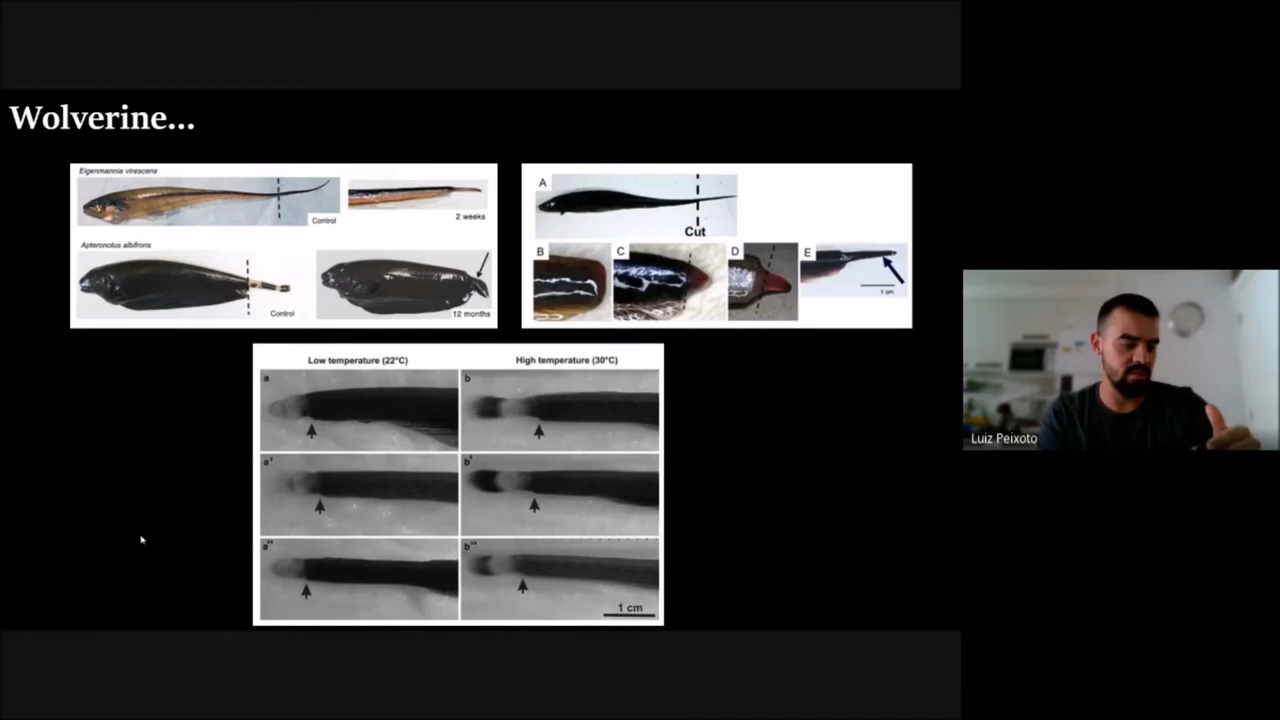 Wolverine...
Eigenmannia virescens
Control
2 weeks
Apteronotus albifrons
Control
12 months
A
Cut
B
C
D
E
1 cm
Low temperature (22°C)
High temperature (30°C)
a
b
a'
b'
a''
b''
1 cm
Luiz Peixoto